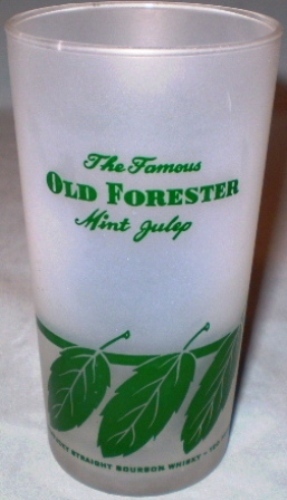 The Famous
OLD FORESTER
Mint Julep
STRAIGHT BOURBON WHISKY •